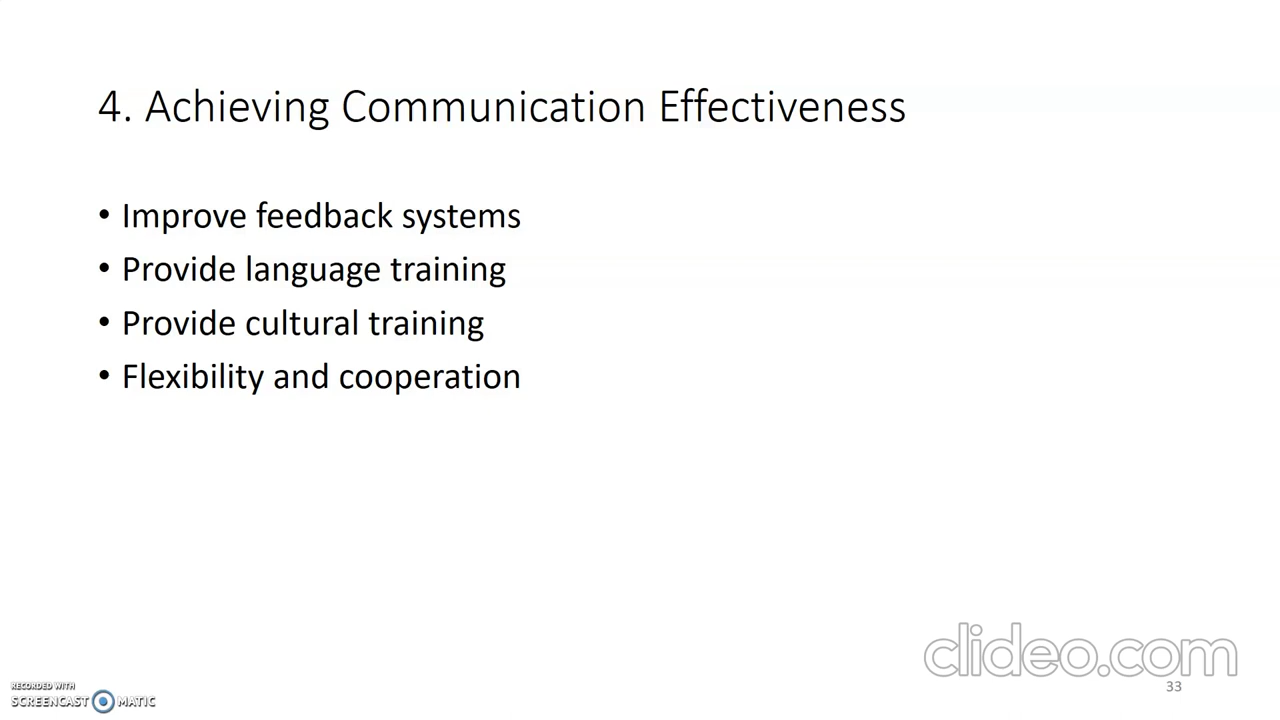 4. Achieving Communication Effectiveness
• Improve feedback systems
• Provide language training
• Provide cultural training
• Flexibility and cooperation
clideo.com
33
RECORDED WITH
SCREENCAST MATIC